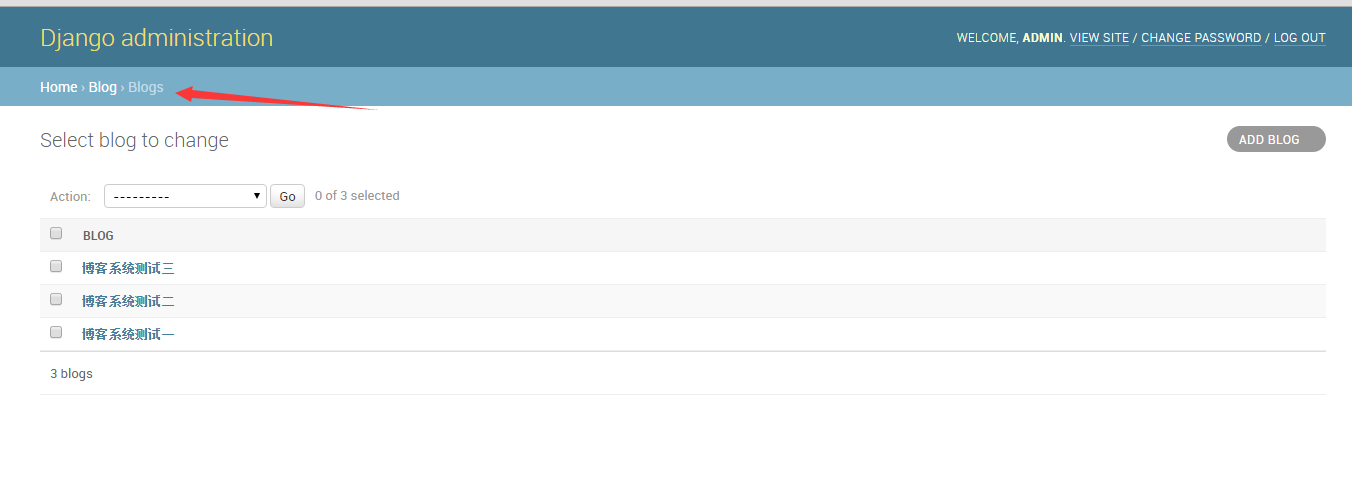 Django administration
WELCOME, ADMIN. VIEW SITE / CHANGE PASSWORD / LOG OUT
Home › Blog › Blogs
Select blog to change
ADD BLOG
Action: --------- Go 0 of 3 selected
BLOG
博客系统测试三
博客系统测试二
博客系统测试一
3 blogs